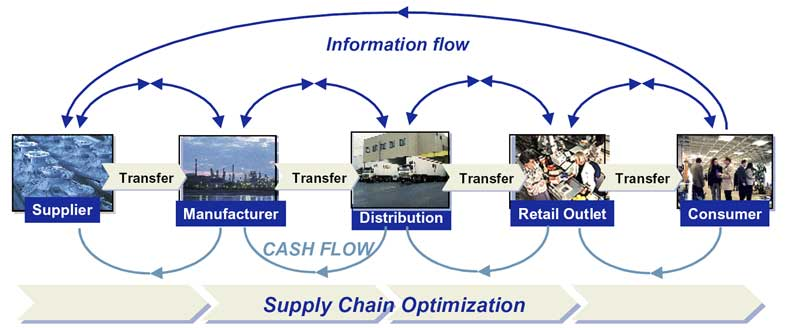 Information flow
Transfer
Transfer
Transfer
Transfer
Supplier
Manufacturer
Distribution
Retail Outlet
Consumer
CASH FLOW
Supply Chain Optimization